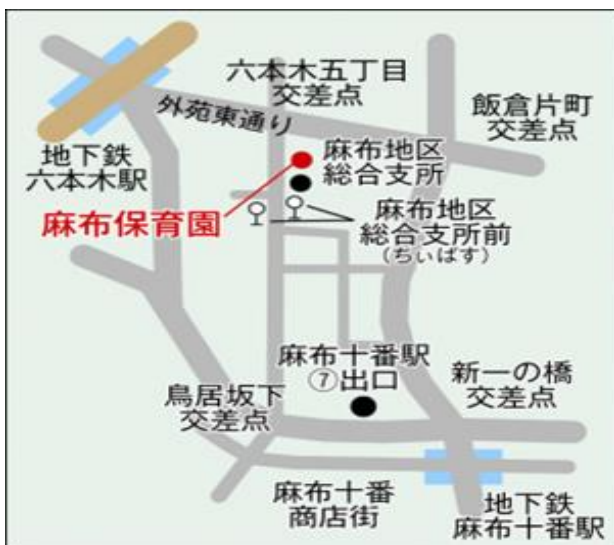 六本木五丁目
交差点
外苑東通り
飯倉片町
交差点
地下鉄
六本木駅
麻布地区
総合支所
麻布保育園
麻布地区
総合支所前
(ちぃばす)
麻布十番駅
⑦出口
新一の橋
交差点
鳥居坂下
交差点
麻布十番
商店街
地下鉄
麻布十番駅